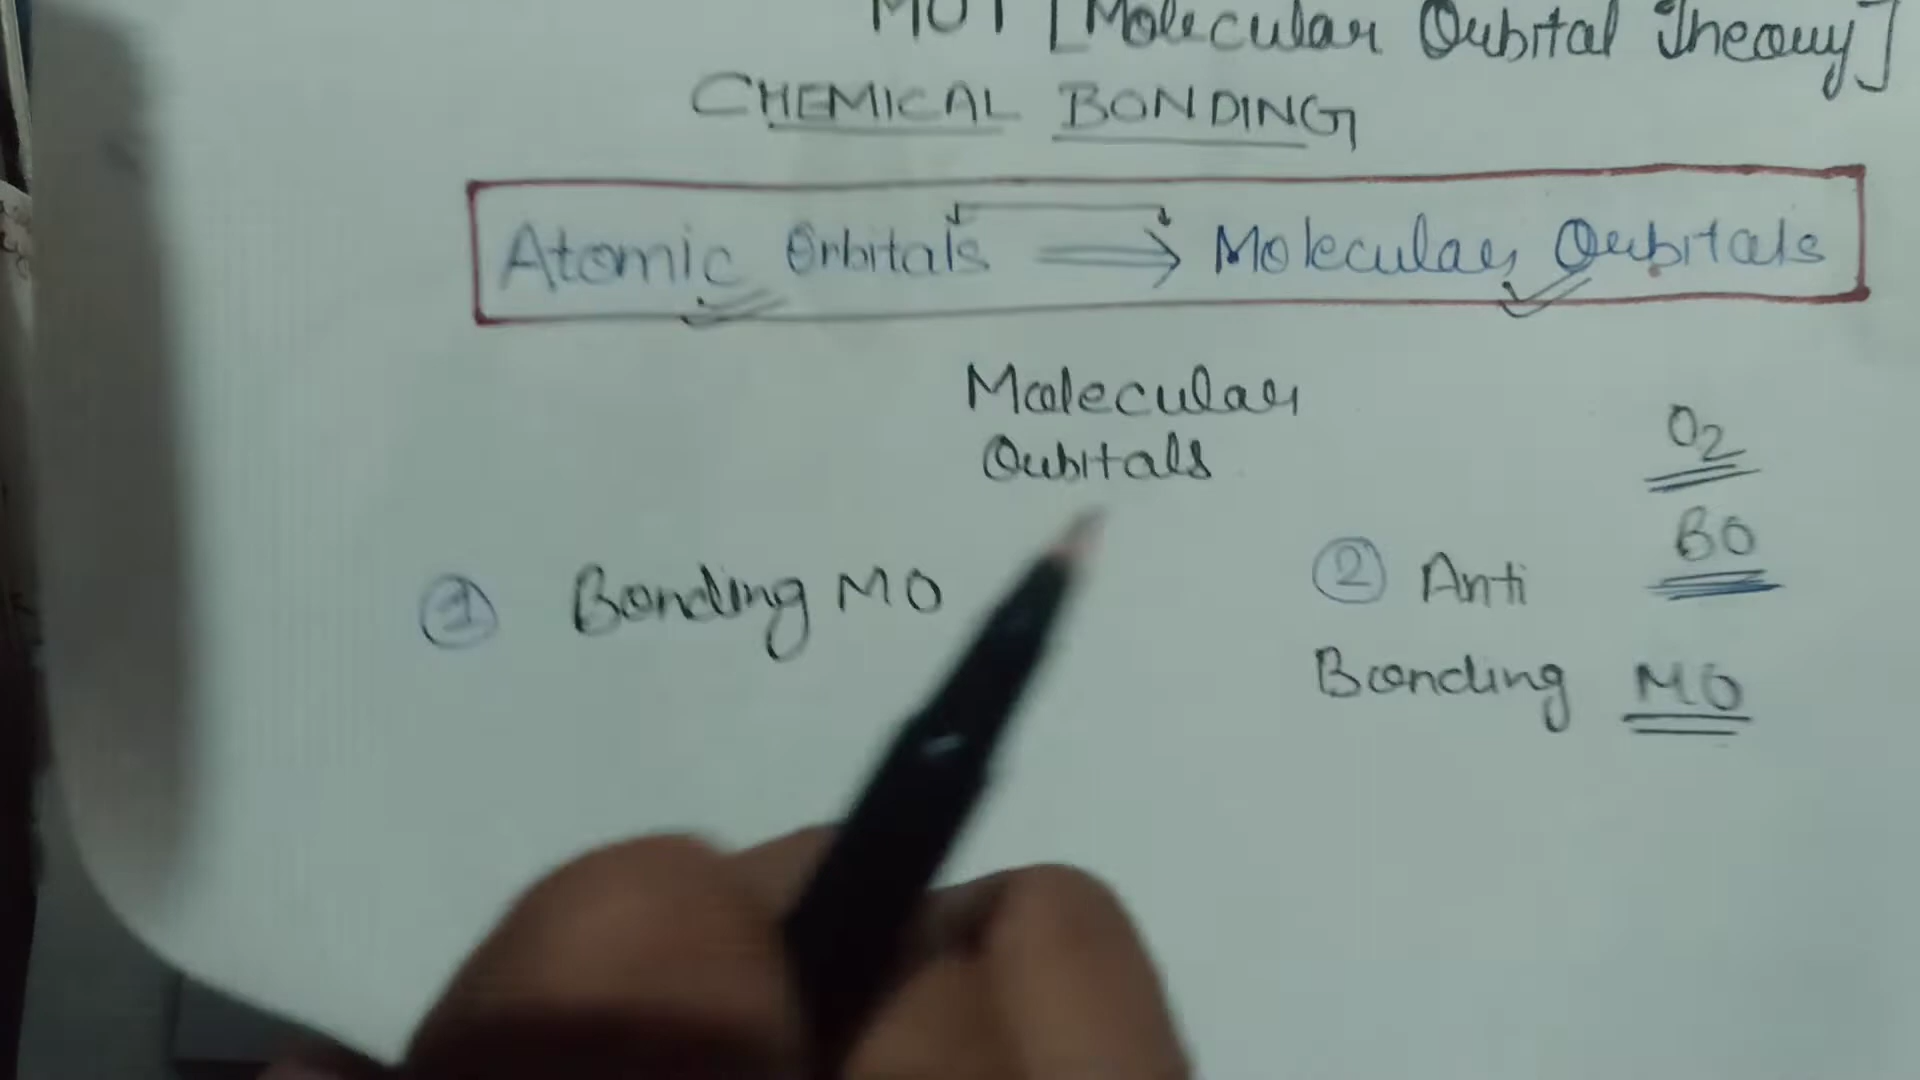 MOT [Molecular Orbital Theory]
CHEMICAL BONDING
Atomic Orbitals ⇒ Molecular Orbitals
Molecular
Orbitals
O2
BO
① Bonding MO
② Anti
Bonding MO